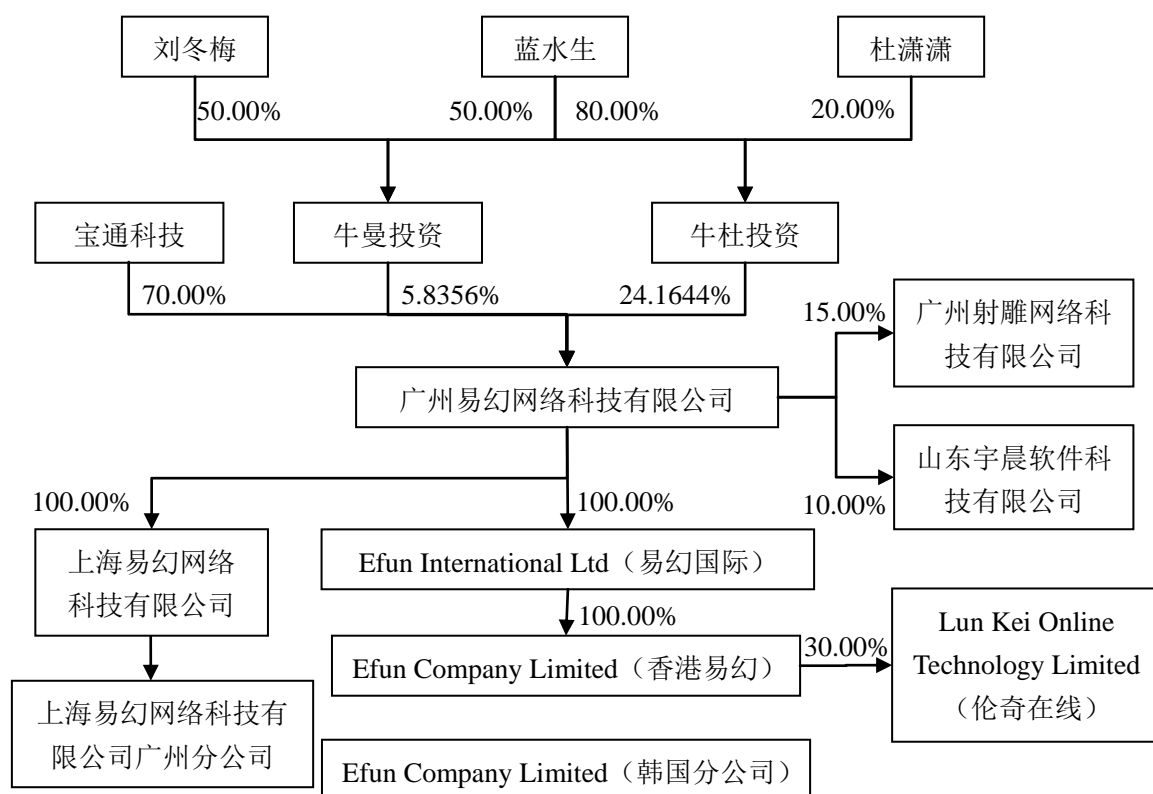 刘冬梅
蓝水生
杜潇潇
50.00%
50.00%
80.00%
20.00%
宝通科技
牛曼投资
牛杜投资
70.00%
5.8356%
24.1644%
15.00%
广州射雕网络科
技有限公司
广州易幻网络科技有限公司
山东宇晨软件科
技有限公司
10.00%
100.00%
100.00%
上海易幻网络
科技有限公司
Efun International Ltd（易幻国际）
100.00%
Efun Company Limited（香港易幻）
30.00%
Lun Kei Online
Technology Limited
（伦奇在线）
上海易幻网络科技有
限公司广州分公司
Efun Company Limited（韩国分公司）